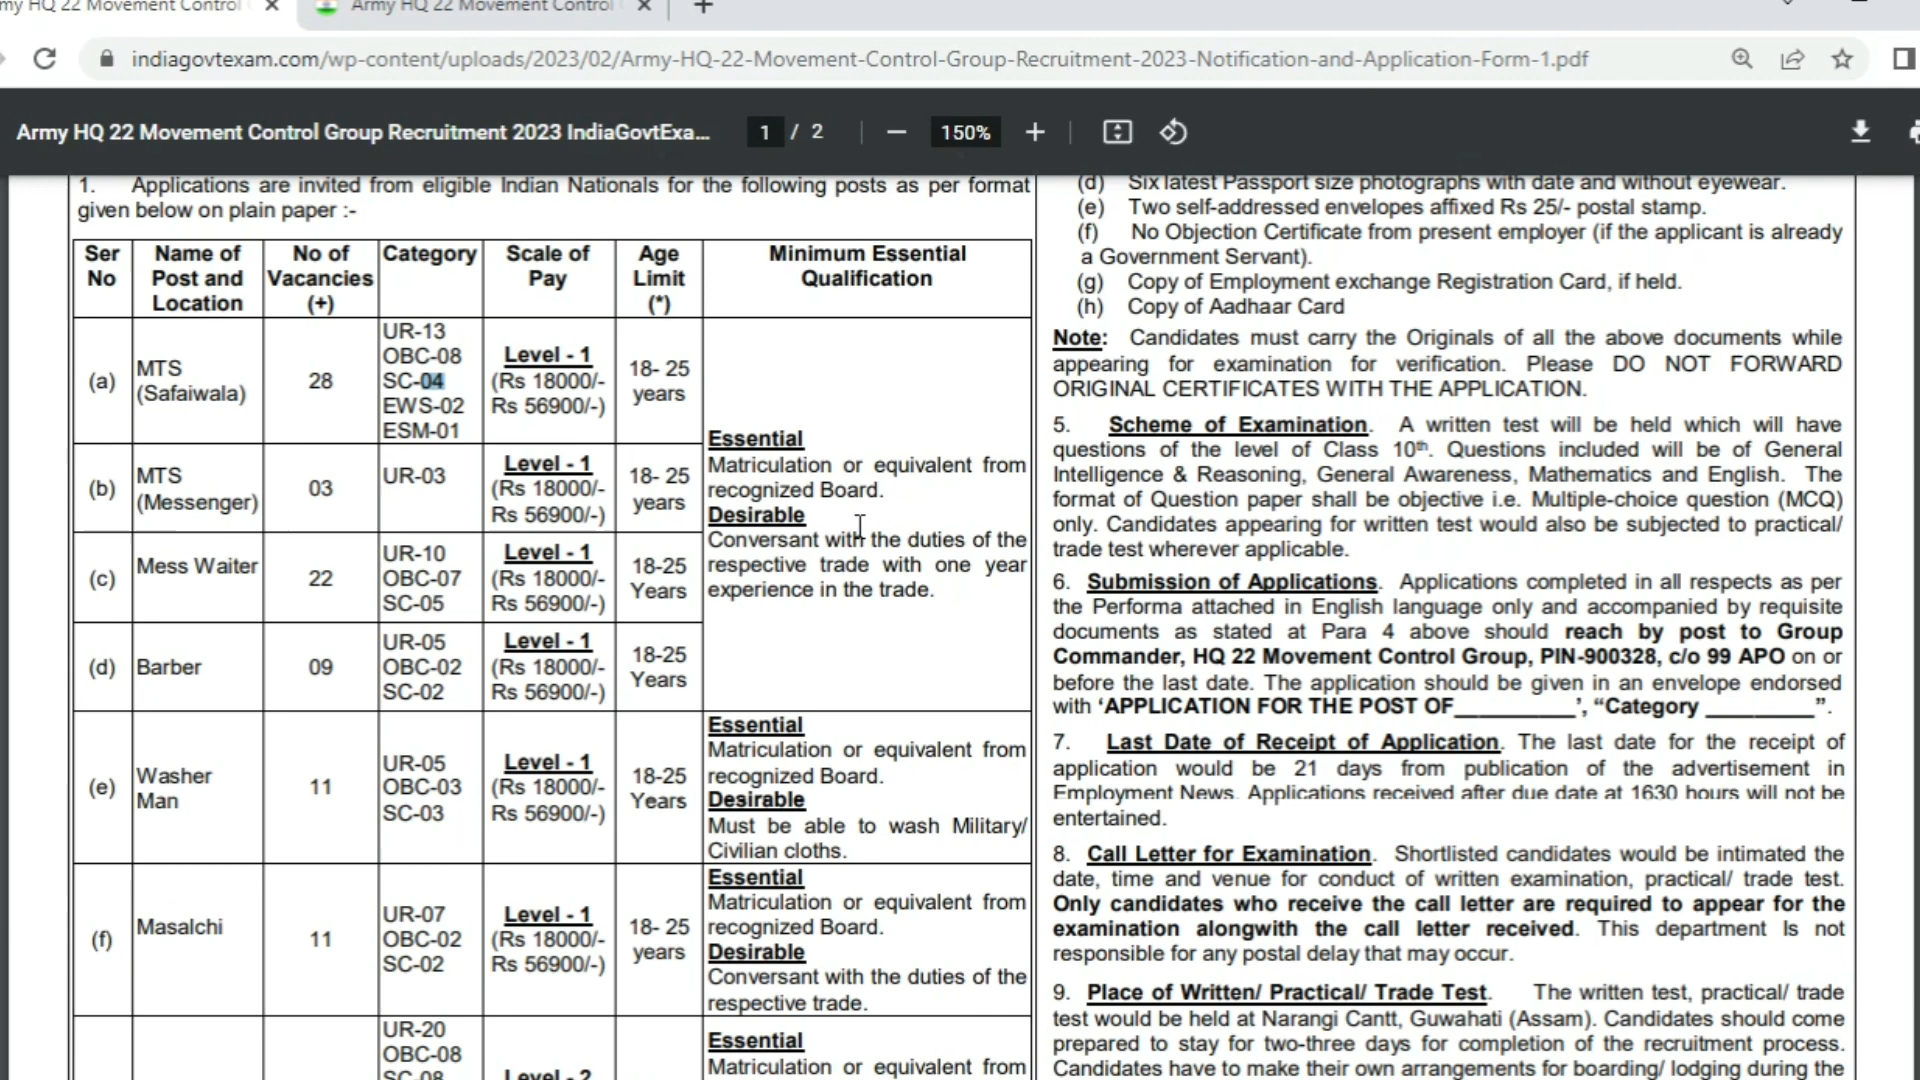 my HQ 22 Movement Control
Army HQ 22 Movement Control
indiagovtexam.com/wp-content/uploads/2023/02/Army-HQ-22-Movement-Control-Group-Recruitment-2023-Notification-and-Application-Form-1.pdf
Army HQ 22 Movement Control Group Recruitment 2023 IndiaGovtExa... 1 / 2 150%
1. Applications are invited from eligible Indian Nationals for the following posts as per format
given below on plain paper :-
Ser No
Name of Post and Location
No of Vacancies (+)
Category
Scale of Pay
Age Limit (*)
Minimum Essential Qualification
(a)
MTS
(Safaiwala)
28
UR-13
OBC-08
SC-04
EWS-02
ESM-01
Level - 1
(Rs 18000/-
Rs 56900/-)
18- 25
years
Essential
Matriculation or equivalent from
recognized Board.
Desirable
Conversant with the duties of the
respective trade with one year
experience in the trade.
(b)
MTS
(Messenger)
03
UR-03
Level - 1
(Rs 18000/-
Rs 56900/-)
18- 25
years
(c)
Mess Waiter
22
UR-10
OBC-07
SC-05
Level - 1
(Rs 18000/-
Rs 56900/-)
18-25
Years
(d)
Barber
09
UR-05
OBC-02
SC-02
Level - 1
(Rs 18000/-
Rs 56900/-)
18-25
Years
(e)
Washer
Man
11
UR-05
OBC-03
SC-03
Level - 1
(Rs 18000/-
Rs 56900/-)
18-25
Years
Essential
Matriculation or equivalent from
recognized Board.
Desirable
Must be able to wash Military/
Civilian cloths.
(f)
Masalchi
11
UR-07
OBC-02
SC-02
Level - 1
(Rs 18000/-
Rs 56900/-)
18- 25
years
Essential
Matriculation or equivalent from
recognized Board.
Desirable
Conversant with the duties of the
respective trade.
UR-20
OBC-08
SC-08
Level - 2
Essential
Matriculation or equivalent from
(d) Six latest Passport size photographs with date and without eyewear.
(e) Two self-addressed envelopes affixed Rs 25/- postal stamp.
(f) No Objection Certificate from present employer (if the applicant is already
a Government Servant).
(g) Copy of Employment exchange Registration Card, if held.
(h) Copy of Aadhaar Card
Note: Candidates must carry the Originals of all the above documents while
appearing for examination for verification. Please DO NOT FORWARD
ORIGINAL CERTIFICATES WITH THE APPLICATION.
5. Scheme of Examination. A written test will be held which will have
questions of the level of Class 10th. Questions included will be of General
Intelligence & Reasoning, General Awareness, Mathematics and English. The
format of Question paper shall be objective i.e. Multiple-choice question (MCQ)
only. Candidates appearing for written test would also be subjected to practical/
trade test wherever applicable.
6. Submission of Applications. Applications completed in all respects as per
the Performa attached in English language only and accompanied by requisite
documents as stated at Para 4 above should reach by post to Group
Commander, HQ 22 Movement Control Group, PIN-900328, c/o 99 APO on or
before the last date. The application should be given in an envelope endorsed
with ‘APPLICATION FOR THE POST OF__________’, “Category _________”.
7. Last Date of Receipt of Application. The last date for the receipt of
application would be 21 days from publication of the advertisement in
Employment News. Applications received after due date at 1630 hours will not be
entertained.
8. Call Letter for Examination. Shortlisted candidates would be intimated the
date, time and venue for conduct of written examination, practical/ trade test.
Only candidates who receive the call letter are required to appear for the
examination alongwith the call letter received. This department Is not
responsible for any postal delay that may occur.
9. Place of Written/ Practical/ Trade Test. The written test, practical/ trade
test would be held at Narangi Cantt, Guwahati (Assam). Candidates should come
prepared to stay for two-three days for completion of the recruitment process.
Candidates have to make their own arrangements for boarding/ lodging during the